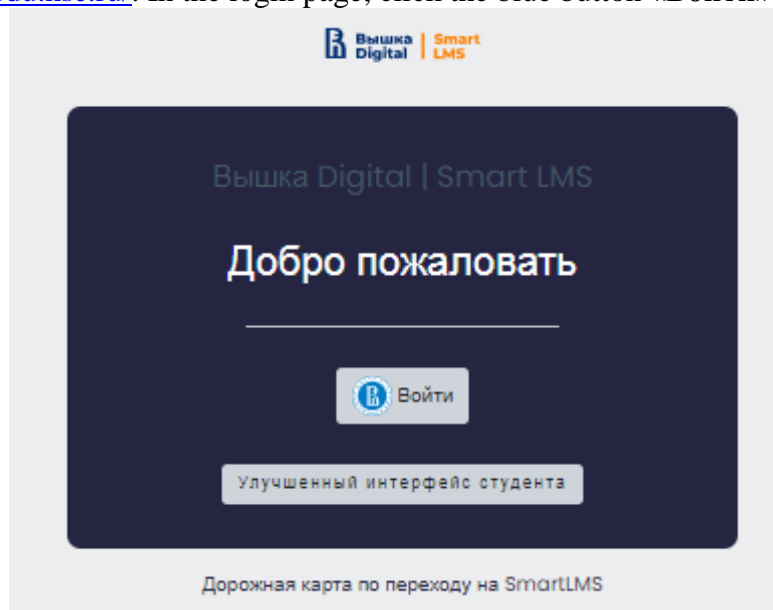 In the login page, click the blue button «Войти»
Вышка Digital | Smart LMS
Вышка Digital | Smart LMS
Добро пожаловать
Войти
Улучшенный интерфейс студента
Дорожная карта по переходу на SmartLMS